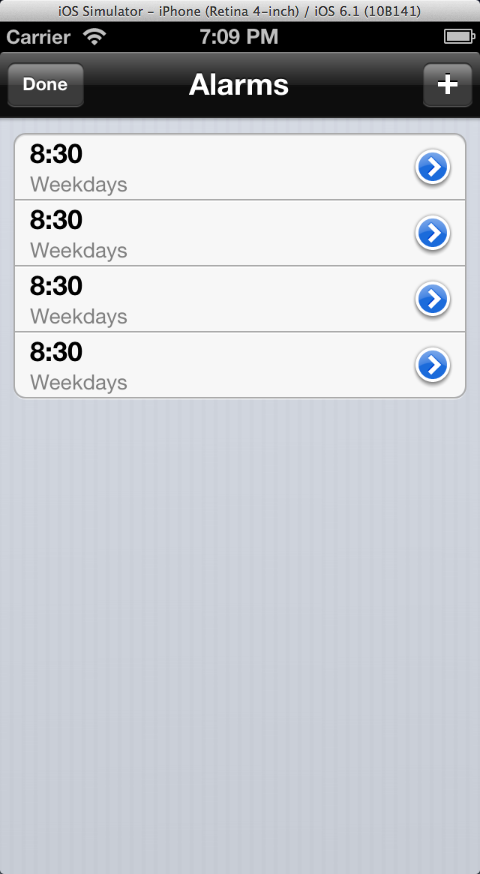 iOS Simulator – iPhone (Retina 4-inch) / iOS 6.1 (10B141)
Carrier 7:09 PM
Done Alarms +
8:30
Weekdays
8:30
Weekdays
8:30
Weekdays
8:30
Weekdays